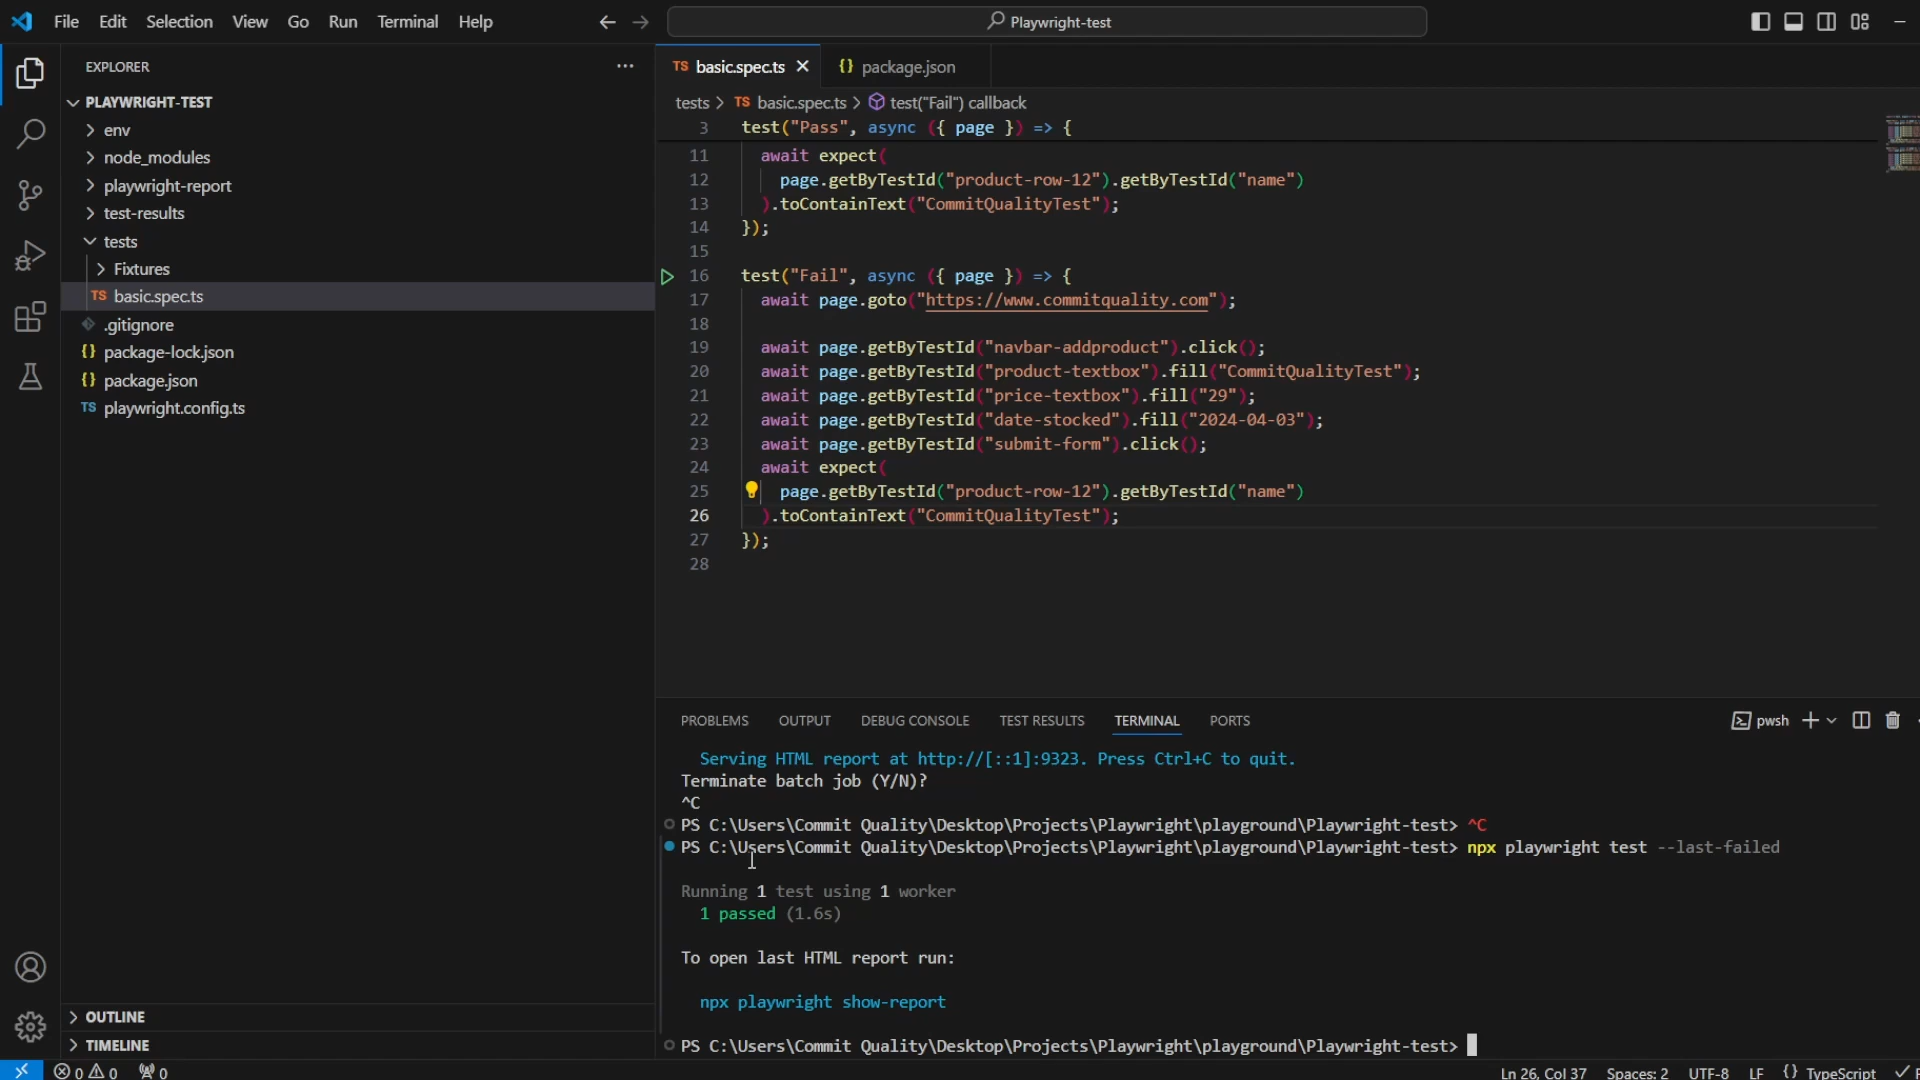 File Edit Selection View Go Run Terminal Help
Playwright-test
EXPLORER
PLAYWRIGHT-TEST
env
node_modules
playwright-report
test-results
tests
Fixtures
TS basic.spec.ts
.gitignore
{} package-lock.json
{} package.json
TS playwright.config.ts
OUTLINE
TIMELINE
TS basic.spec.ts
{} package.json
tests > TS basic.spec.ts > test("Fail") callback
3 test("Pass", async ({ page }) => {
11 await expect(
12 page.getByTestId("product-row-12").getByTestId("name")
13 ).toContainText("CommitQualityTest");
14 });
15
16 test("Fail", async ({ page }) => {
17 await page.goto("https://www.commitquality.com");
18
19 await page.getByTestId("navbar-addproduct").click();
20 await page.getByTestId("product-textbox").fill("CommitQualityTest");
21 await page.getByTestId("price-textbox").fill("29");
22 await page.getByTestId("date-stocked").fill("2024-04-03");
23 await page.getByTestId("submit-form").click();
24 await expect(
25 page.getByTestId("product-row-12").getByTestId("name")
26 ).toContainText("CommitQualityTest");
27 });
28
PROBLEMS OUTPUT DEBUG CONSOLE TEST RESULTS TERMINAL PORTS
pwsh
Serving HTML report at http://[::1]:9323. Press Ctrl+C to quit.
Terminate batch job (Y/N)?
^C
PS C:\Users\Commit Quality\Desktop\Projects\Playwright\playground\Playwright-test> ^C
PS C:\Users\Commit Quality\Desktop\Projects\Playwright\playground\Playwright-test> npx playwright test --last-failed
Running 1 test using 1 worker
1 passed (1.6s)
To open last HTML report run:
npx playwright show-report
PS C:\Users\Commit Quality\Desktop\Projects\Playwright\playground\Playwright-test>
0 0 0
Ln 26, Col 37 Spaces: 2 UTF-8 LF {} TypeScript